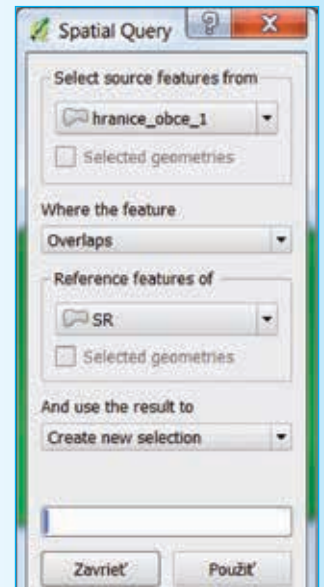 Spatial Query
Select source features from
hranice_obce_1
Selected geometries
Where the feature
Overlaps
Reference features of
SR
Selected geometries
And use the result to
Create new selection
Zavrieť Použiť